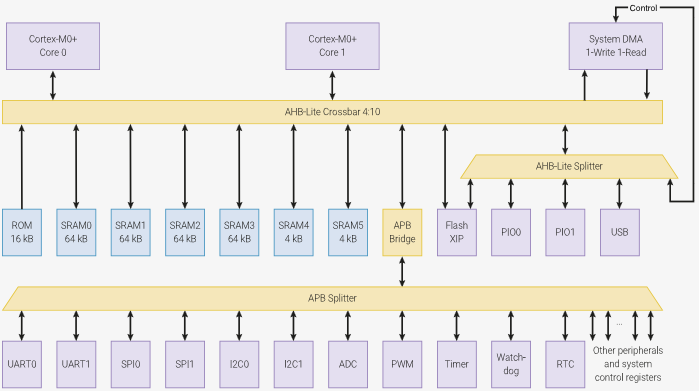 Control
Cortex-M0+
Core 0
Cortex-M0+
Core 1
System DMA
1-Write 1-Read
AHB-Lite Crossbar 4:10
AHB-Lite Splitter
ROM
16 kB
SRAM0
64 kB
SRAM1
64 kB
SRAM2
64 kB
SRAM3
64 kB
SRAM4
4 kB
SRAM5
4 kB
APB
Bridge
Flash
XIP
PIO0
PIO1
USB
APB Splitter
...
UART0
UART1
SPI0
SPI1
I2C0
I2C1
ADC
PWM
Timer
Watch-
dog
RTC
Other peripherals
and system
control registers